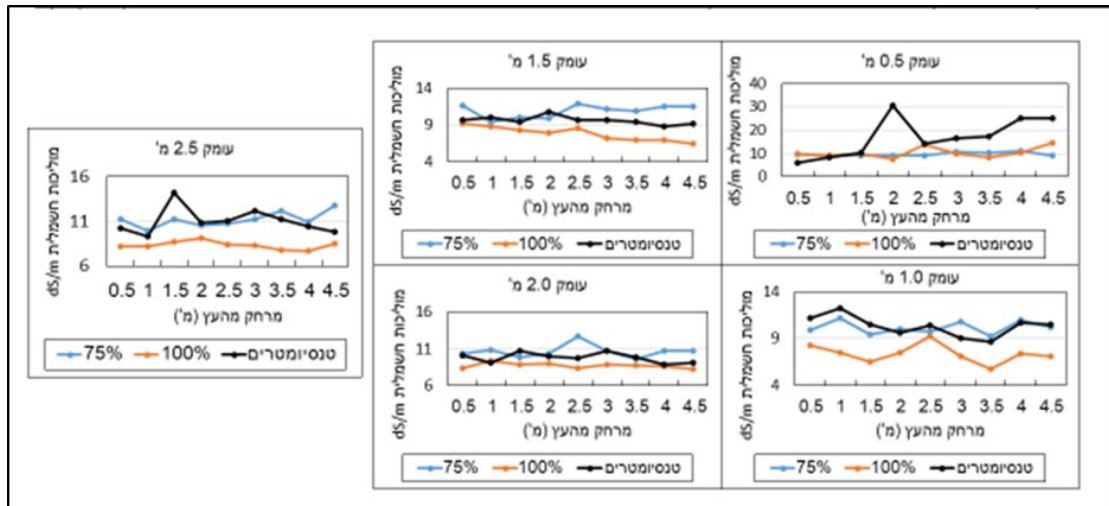 עומק 0.5 מ'
מוליכות חשמלית dS/m
40
30
20
10
0
0.5 1 1.5 2 2.5 3 3.5 4 4.5
מרחק מהעץ (מ')
75% 100% טנסיומטרים
עומק 1.5 מ'
מוליכות חשמלית dS/m
14
9
4
0.5 1 1.5 2 2.5 3 3.5 4 4.5
מרחק מהעץ (מ')
75% 100% טנסיומטרים
עומק 2.5 מ'
מוליכות חשמלית dS/m
16
11
6
0.5 1 1.5 2 2.5 3 3.5 4 4.5
מרחק מהעץ (מ')
75% 100% טנסיומטרים
עומק 1.0 מ'
מוליכות חשמלית dS/m
14
9
4
0.5 1 1.5 2 2.5 3 3.5 4 4.5
מרחק מהעץ (מ')
75% 100% טנסיומטרים
עומק 2.0 מ'
מוליכות חשמלית dS/m
16
11
6
0.5 1 1.5 2 2.5 3 3.5 4 4.5
מרחק מהעץ (מ')
75% 100% טנסיומטרים